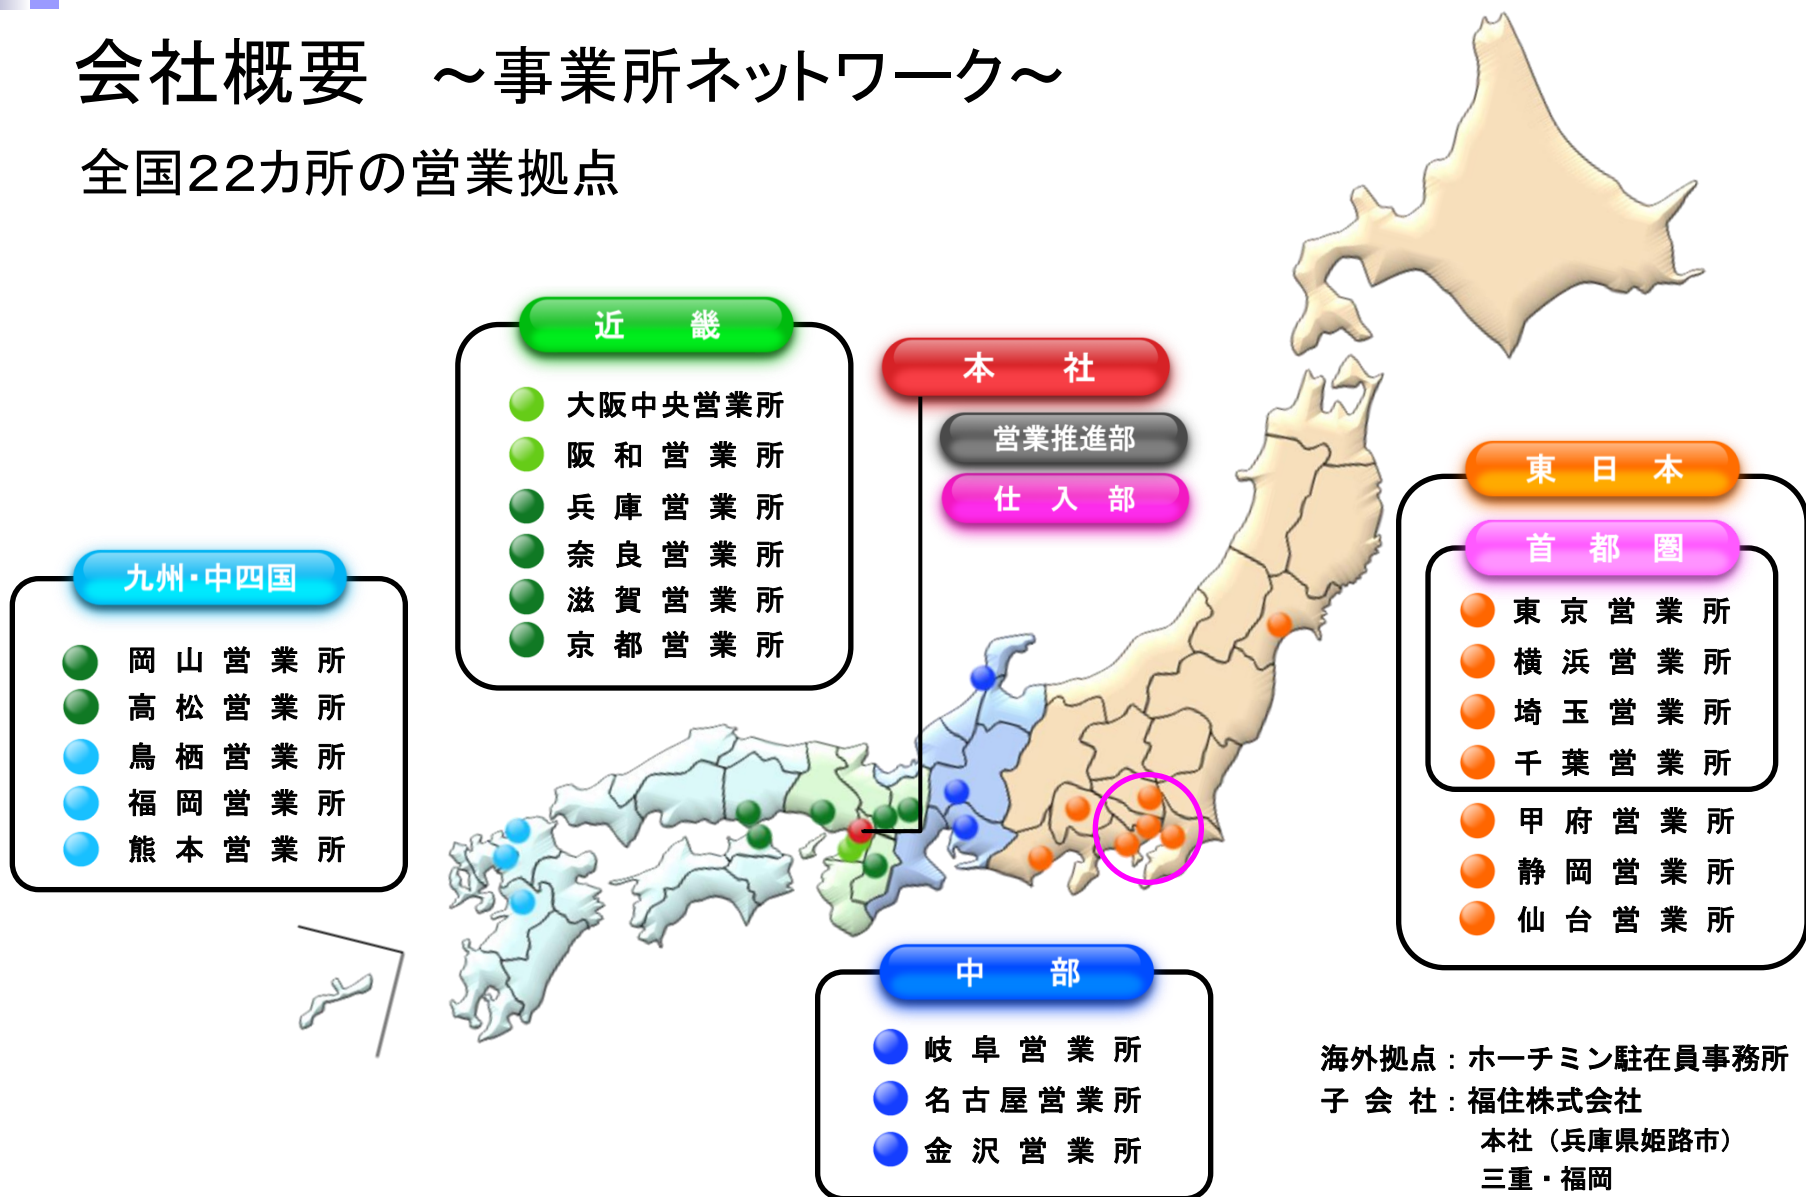 会社概要　～事業所ネットワーク～
全国２２カ所の営業拠点
近畿
大阪中央営業所
阪和営業所
兵庫営業所
奈良営業所
滋賀営業所
京都営業所
本社
営業推進部
仕入部
東日本
首都圏
東京営業所
横浜営業所
埼玉営業所
千葉営業所
甲府営業所
静岡営業所
仙台営業所
九州・中四国
岡山営業所
高松営業所
鳥栖営業所
福岡営業所
熊本営業所
中部
岐阜営業所
名古屋営業所
金沢営業所
海外拠点：ホーチミン駐在員事務所
子会社：福住株式会社
本社（兵庫県姫路市）
三重・福岡